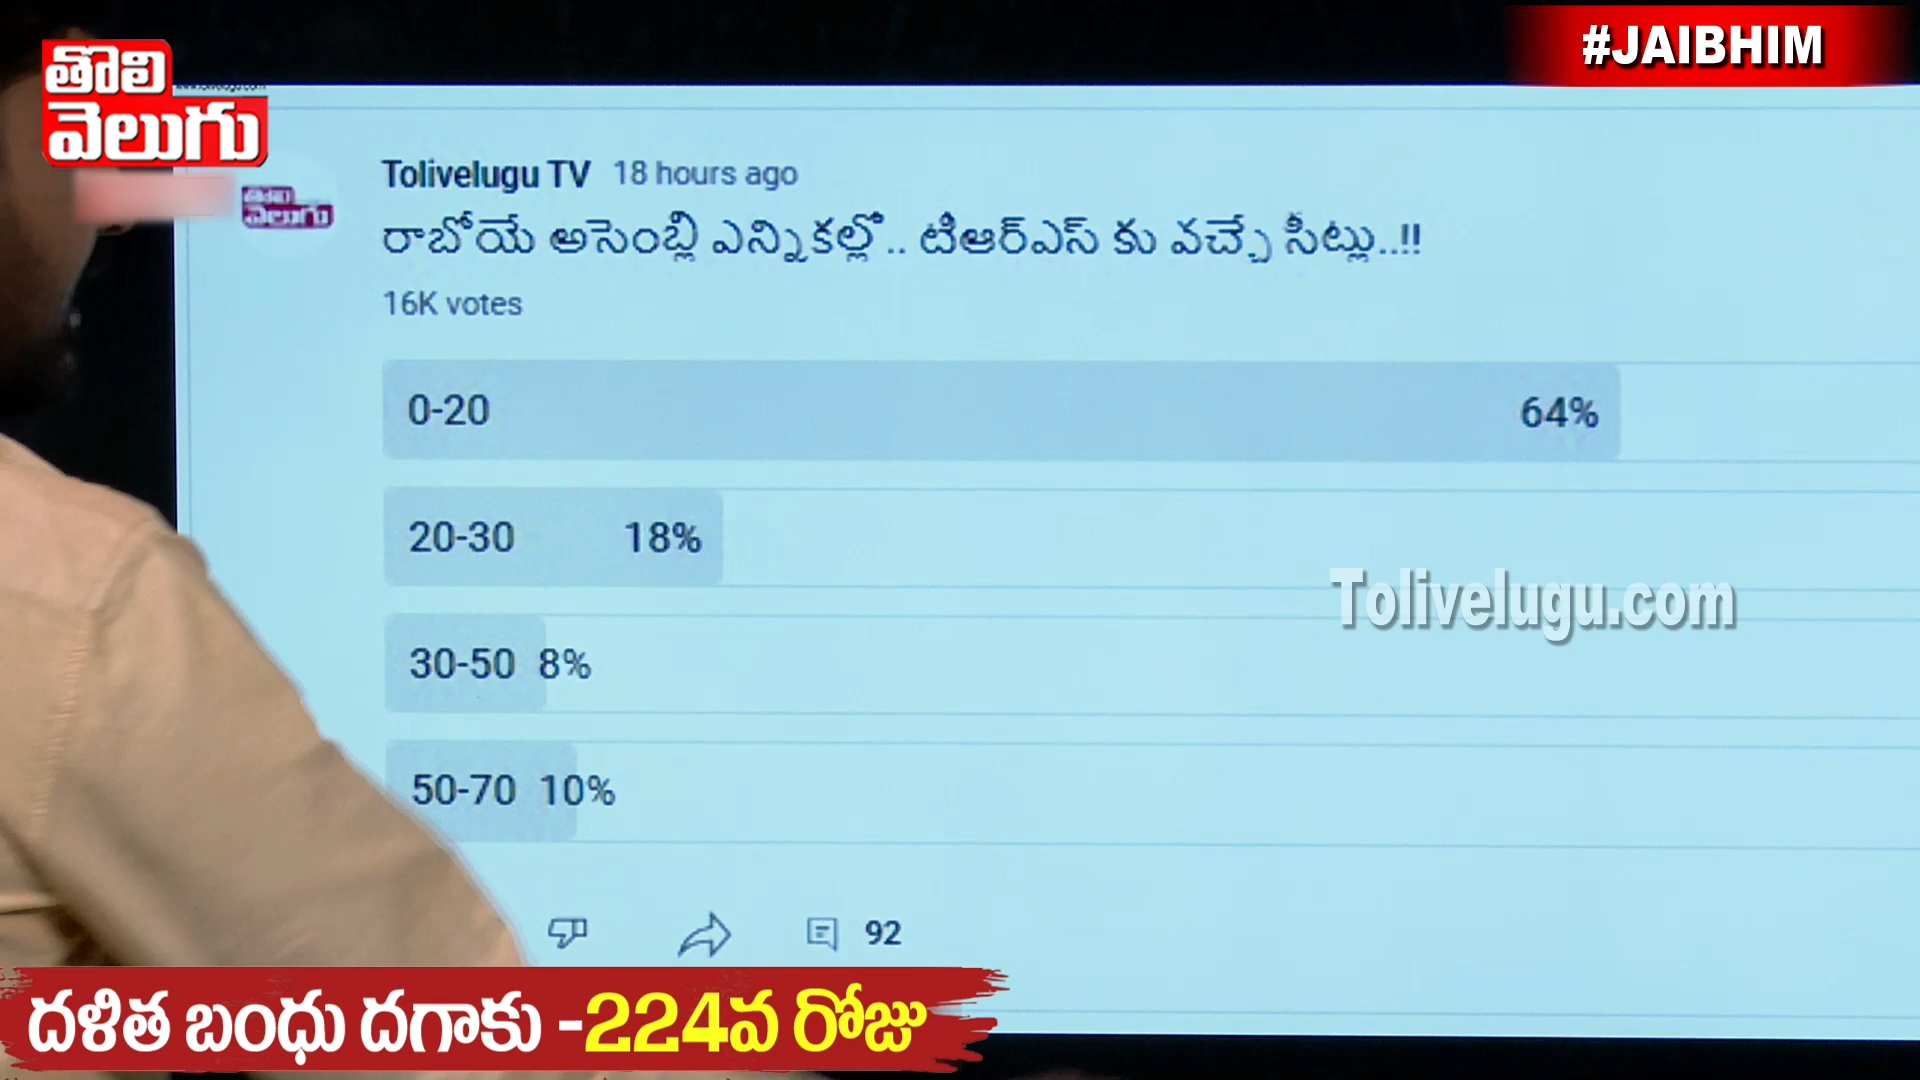 తొలి
వెలుగు
#JAIBHIM
తొలి
వెలుగు
Tolivelugu TV 18 hours ago
రాబోయే అసెంబ్లీ ఎన్నికల్లో.. టీఆర్ఎస్ కు వచ్చే సీట్లు..!!
16K votes
0-20 64%
20-30 18%
30-50 8%
50-70 10%
Tolivelugu.com
92
దళిత బంధు దగాకు -224వ రోజు